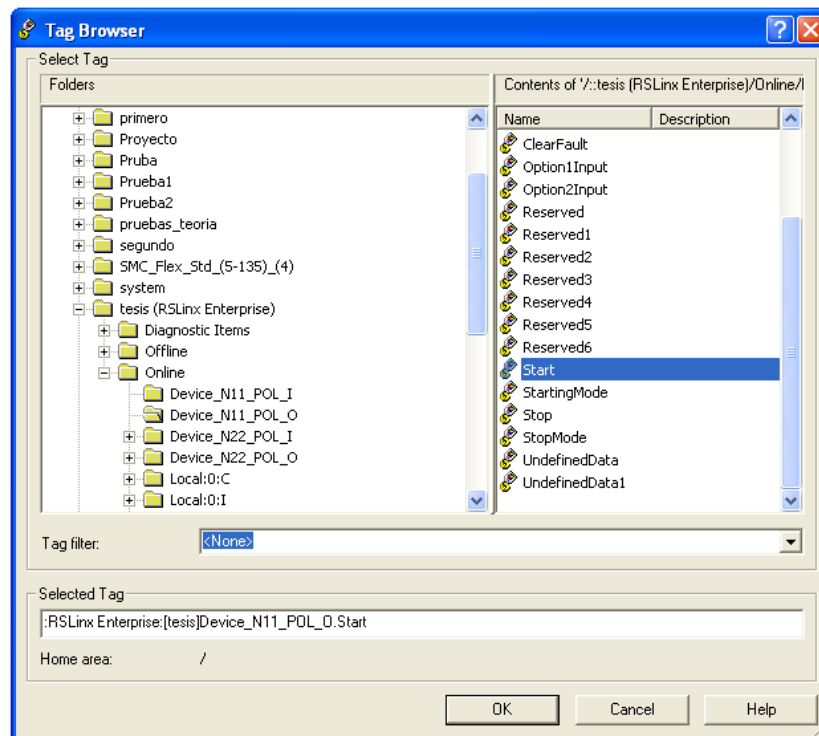 Tag Browser
Select Tag
Folders
primero
Proyecto
Pruba
Prueba1
Prueba2
pruebas_teoria
segundo
SMC_Flex_Std_(5-135)_(4)
system
tesis (RSLinx Enterprise)
Diagnostic Items
Offline
Online
Device_N11_POL_I
Device_N11_POL_O
Device_N22_POL_I
Device_N22_POL_O
Local:0:C
Local:0:I
Contents of '/::tesis (RSLinx Enterprise)/Online/
Name Description
ClearFault
Option1Input
Option2Input
Reserved
Reserved1
Reserved2
Reserved3
Reserved4
Reserved5
Reserved6
Start
StartingMode
Stop
StopMode
UndefinedData
UndefinedData1
Tag filter: <None>
Selected Tag
:RSLinx Enterprise:[tesis]Device_N11_POL_O.Start
Home area: /
OK Cancel Help